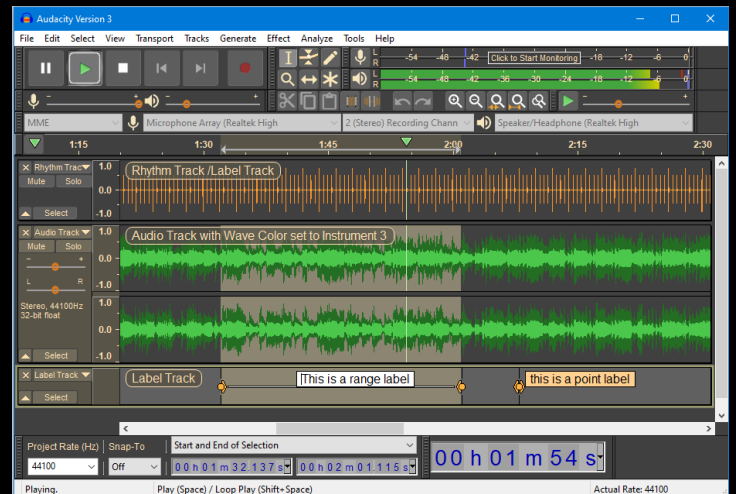 Audacity Version 3
File Edit Select View Transport Tracks Generate Effect Analyze Tools Help
L R -54 -48 -42 Click to Start Monitoring -18 -12 -6 0
L R -54 -48 -42 -36 -30 -24 -18 -12 -6 0
MME Microphone Array (Realtek High 2 (Stereo) Recording Chann Speaker/Headphone (Realtek High
1:15 1:30 1:45 2:00 2:15 2:30
Rhythm Trac 1.0 Rhythm Track /Label Track
Mute Solo
0.0
Select -1.0
Audio Track 1.0 Audio Track with Wave Color set to Instrument 3
Mute Solo
0.0
L R -1.0
Stereo, 44100Hz 1.0
32-bit float
0.0
Select -1.0
Label Track Label Track This is a range label this is a point label
Select
Project Rate (Hz) Snap-To Start and End of Selection
44100 Off 00 h 01 m 32.137 s 00 h 02 m 01.115 s 00 h 01 m 54 s
Playing. Play (Space) / Loop Play (Shift+Space) Actual Rate: 44100